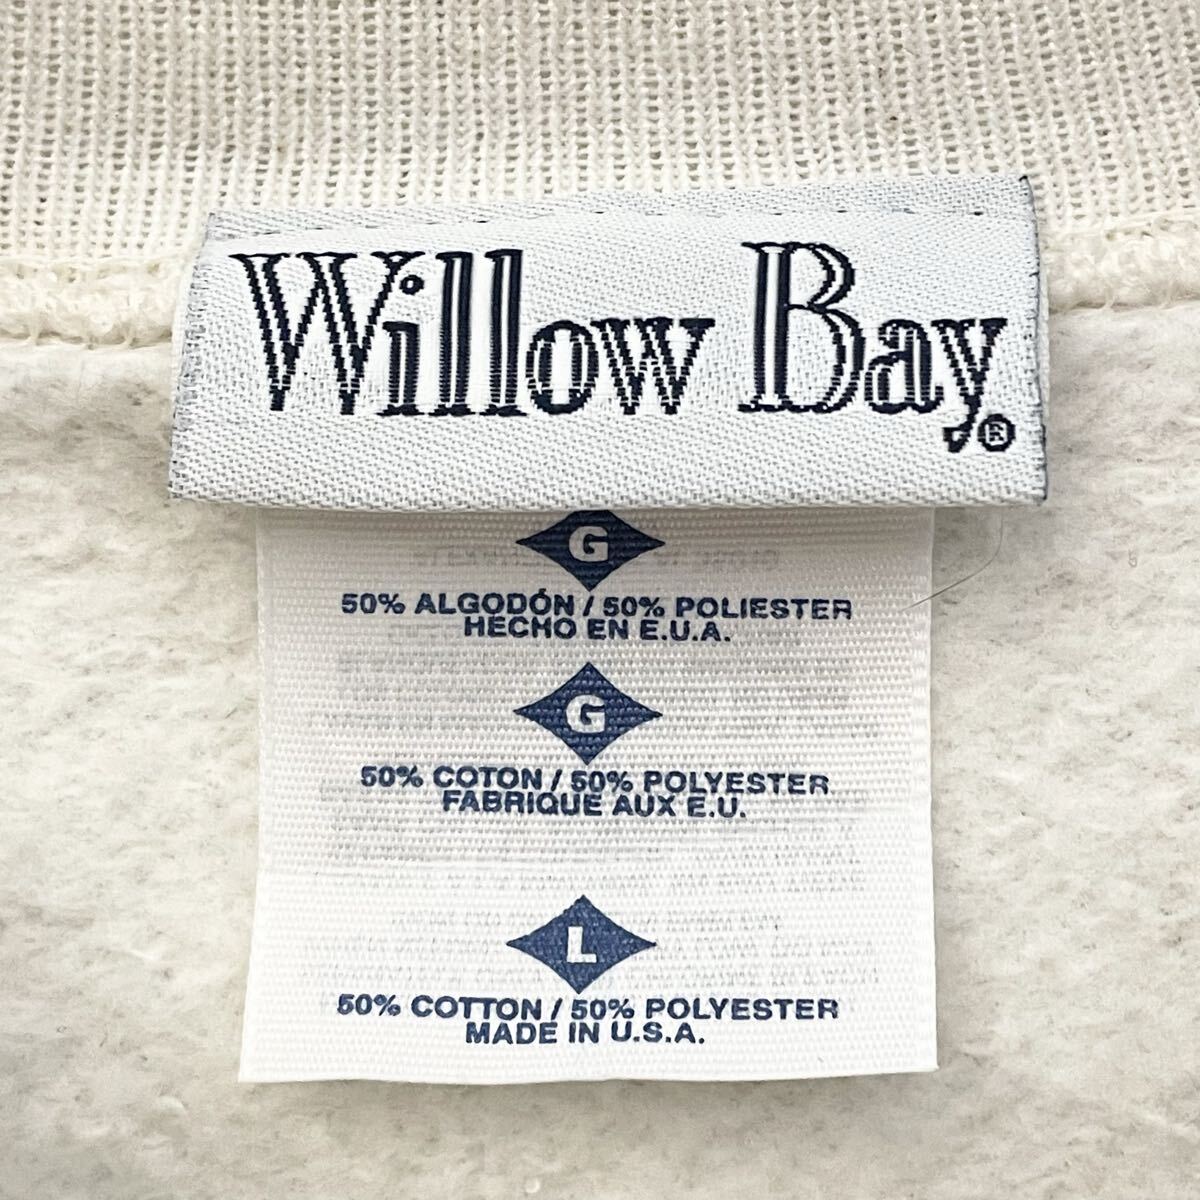 Willow Bay®
G
50% ALGODÓN / 50% POLIESTER
HECHO EN E.U.A.
G
50% COTON / 50% POLYESTER
FABRIQUE AUX E.U.
L
50% COTTON / 50% POLYESTER
MADE IN U.S.A.